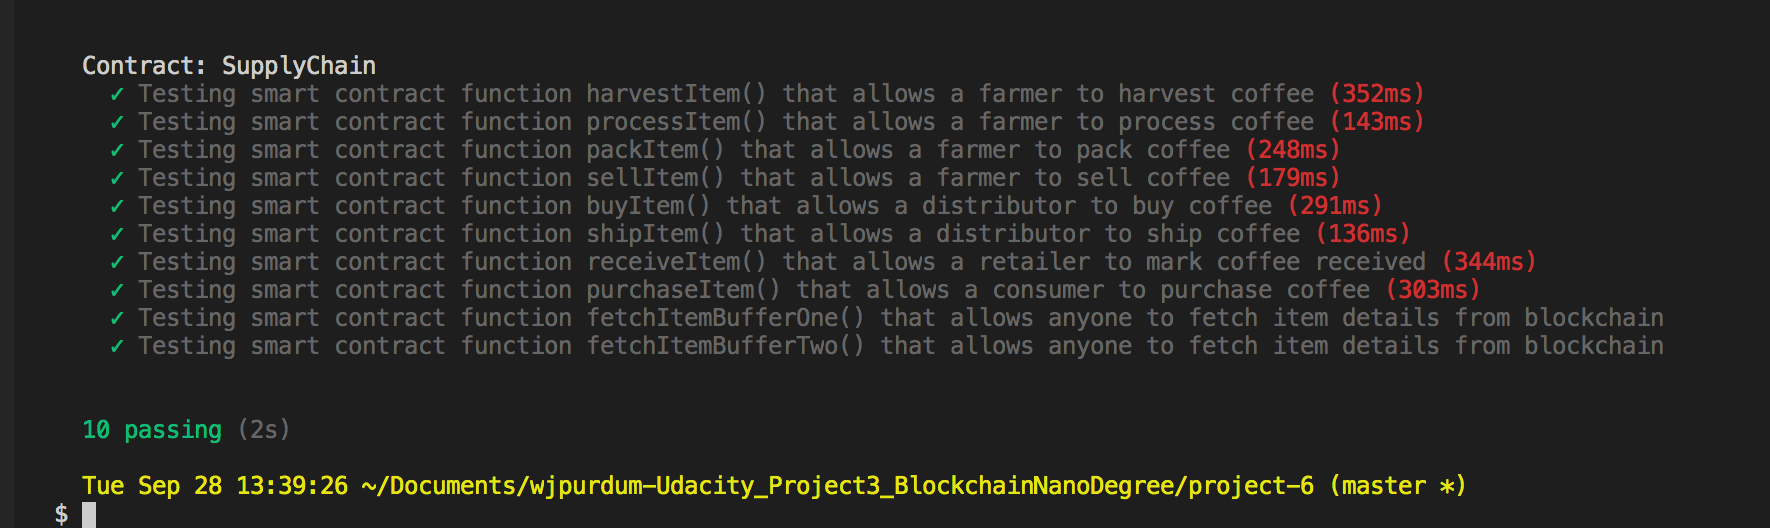 Contract: SupplyChain
✓ Testing smart contract function harvestItem() that allows a farmer to harvest coffee (352ms)
✓ Testing smart contract function processItem() that allows a farmer to process coffee (143ms)
✓ Testing smart contract function packItem() that allows a farmer to pack coffee (248ms)
✓ Testing smart contract function sellItem() that allows a farmer to sell coffee (179ms)
✓ Testing smart contract function buyItem() that allows a distributor to buy coffee (291ms)
✓ Testing smart contract function shipItem() that allows a distributor to ship coffee (136ms)
✓ Testing smart contract function receiveItem() that allows a retailer to mark coffee received (344ms)
✓ Testing smart contract function purchaseItem() that allows a consumer to purchase coffee (303ms)
✓ Testing smart contract function fetchItemBufferOne() that allows anyone to fetch item details from blockchain
✓ Testing smart contract function fetchItemBufferTwo() that allows anyone to fetch item details from blockchain
10 passing (2s)
Tue Sep 28 13:39:26 ~/Documents/wjpurdum-Udacity_Project3_BlockchainNanoDegree/project-6 (master *)
$